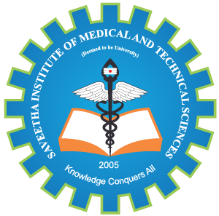 SAVEETHA INSTITUTE OF MEDICAL AND TECHNICAL SCIENCES
(Deemed to be University)
2005
Knowledge Conquers All